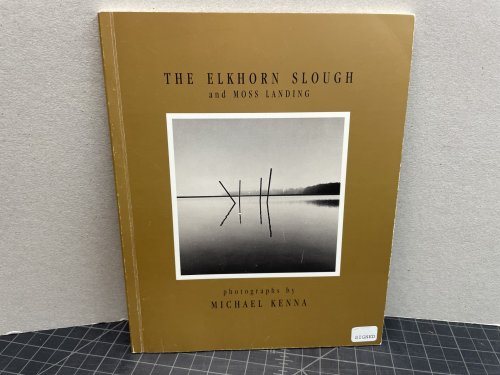 THE ELKHORN SLOUGH
and MOSS LANDING
photographs by
MICHAEL KENNA
SIGNED